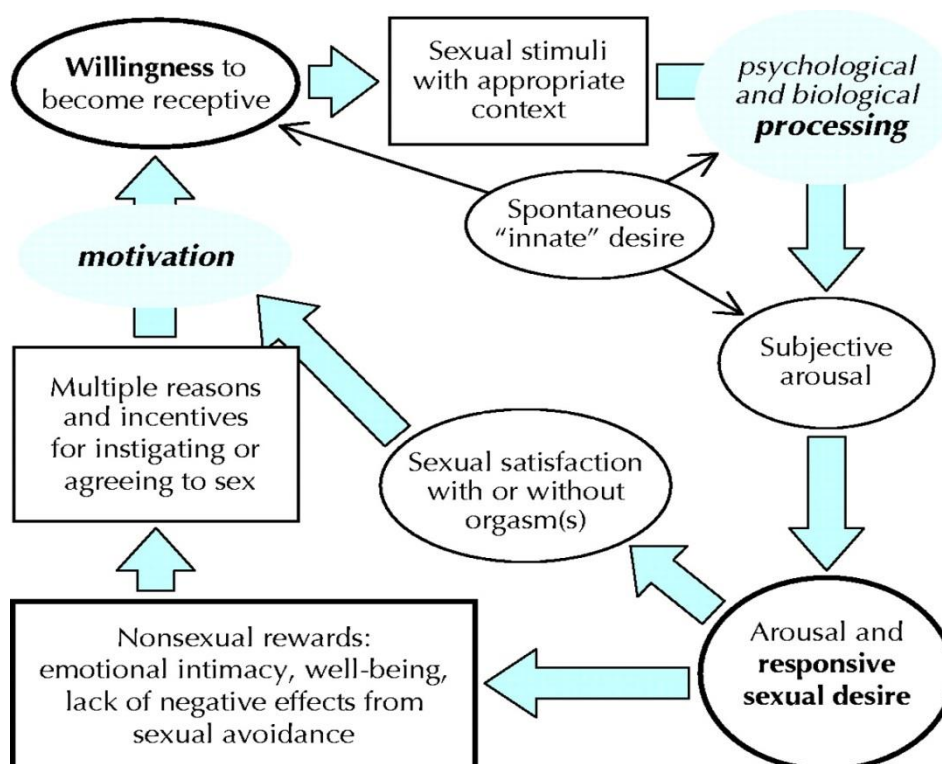 Willingness to
become receptive
Sexual stimuli
with appropriate
context
psychological
and biological
processing
Spontaneous
“innate” desire
motivation
Subjective
arousal
Multiple reasons
and incentives
for instigating or
agreeing to sex
Sexual satisfaction
with or without
orgasm(s)
Nonsexual rewards:
emotional intimacy, well-being,
lack of negative effects from
sexual avoidance
Arousal and
responsive
sexual desire